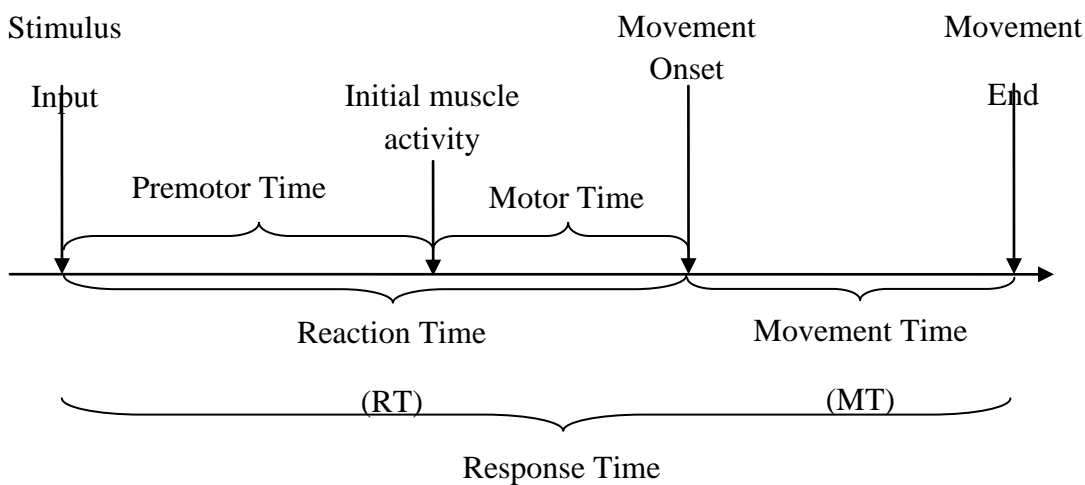 Stimulus
Input
Initial muscle
activity
Movement
Onset
Movement
End
Premotor Time
Motor Time
Reaction Time
(RT)
Movement Time
(MT)
Response Time